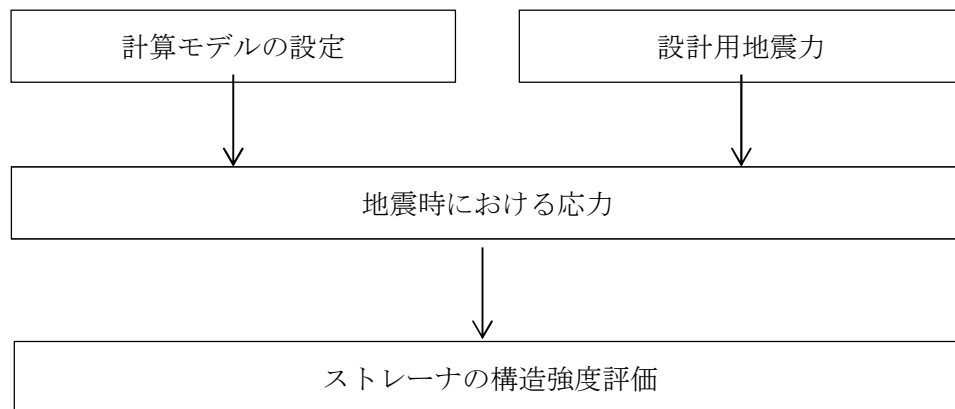 計算モデルの設定
設計用地震力
地震時における応力
ストレーナの構造強度評価